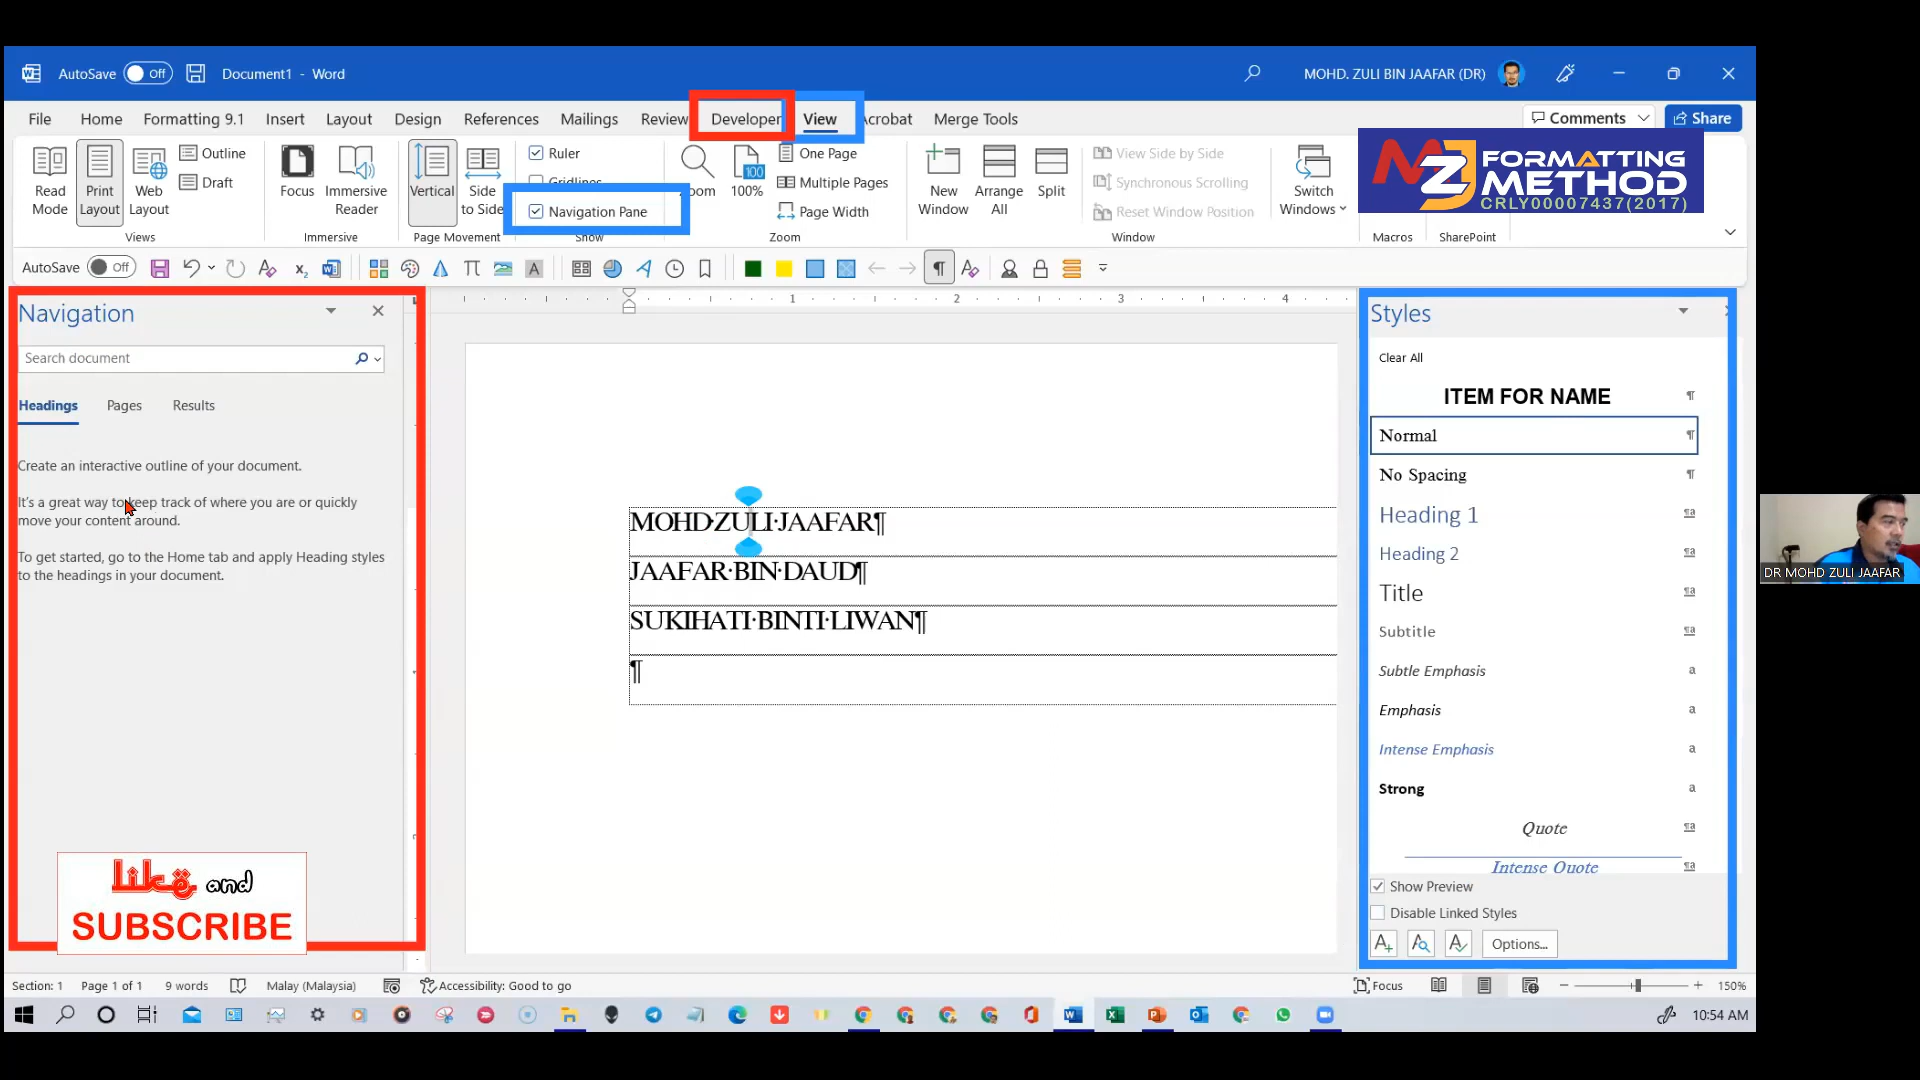 AutoSave Off Document1 - Word MOHD. ZULI BIN JAAFAR (DR)
File Home Formatting 9.1 Insert Layout Design References Mailings Review Developer View Acrobat Merge Tools Comments Share
Read Mode
Print Layout
Web Layout
Outline
Draft
Views
Focus
Immersive Reader
Immersive
Vertical
Side to Side
Page Movement
Ruler
Gridlines
Navigation Pane
Show
Zoom
100
100%
One Page
Multiple Pages
Page Width
Zoom
New Window
Arrange All
Split
View Side by Side
Synchronous Scrolling
Reset Window Position
Window
Switch Windows
Macros
SharePoint
MZJ FORMATTING
METHOD
CRLY00007437(2017)
AutoSave Off
Navigation
Search document
Headings Pages Results
Create an interactive outline of your document.
It's a great way to keep track of where you are or quickly
move your content around.
To get started, go to the Home tab and apply Heading styles
to the headings in your document.
like and
SUBSCRIBE
1 2 3 4
MOHD·ZULI·JAAFAR¶
JAAFAR·BIN·DAUD¶
SUKIHATI·BINTI·LIWAN¶
¶
Styles
Clear All
ITEM FOR NAME ¶
Normal ¶
No Spacing ¶
Heading 1 ¶a
Heading 2 ¶a
Title ¶a
Subtitle ¶a
Subtle Emphasis a
Emphasis a
Intense Emphasis a
Strong a
Quote ¶a
Intense Quote ¶a
Show Preview
Disable Linked Styles
Options...
DR MOHD ZULI JAAFAR
Section: 1 Page 1 of 1 9 words Malay (Malaysia) Accessibility: Good to go Focus 150%
10:54 AM